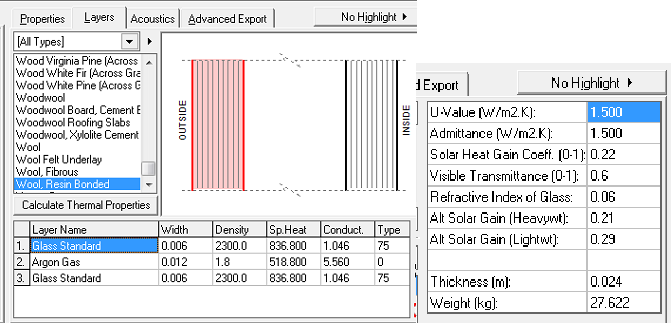 Properties Layers Acoustics Advanced Export No Highlight
[All Types]
Wood Virginia Pine (Across
Wood White Fir (Across Gra
Wood White Pine (Across G
Woodwool
Woodwool Board, Cement B
Woodwool Roofing Slabs
Woodwool, Xylolite Cement
Wool
Wool Felt Underlay
Wool, Fibrous
Wool, Resin Bonded
Calculate Thermal Properties
OUTSIDE
INSIDE
Layer Name Width Density Sp.Heat Conduct. Type
1. Glass Standard 0.006 2300.0 836.800 1.046 75
2. Argon Gas 0.012 1.8 518.800 5.560 0
3. Glass Standard 0.006 2300.0 836.800 1.046 75
d Export No Highlight
U-Value (W/m2.K): 1.500
Admittance (W/m2.K): 1.500
Solar Heat Gain Coeff. (0-1): 0.22
Visible Transmittance (0-1): 0.6
Refractive Index of Glass: 0.06
Alt Solar Gain (Heavywt): 0.21
Alt Solar Gain (Lightwt): 0.29
Thickness (m): 0.024
Weight (kg): 27.622